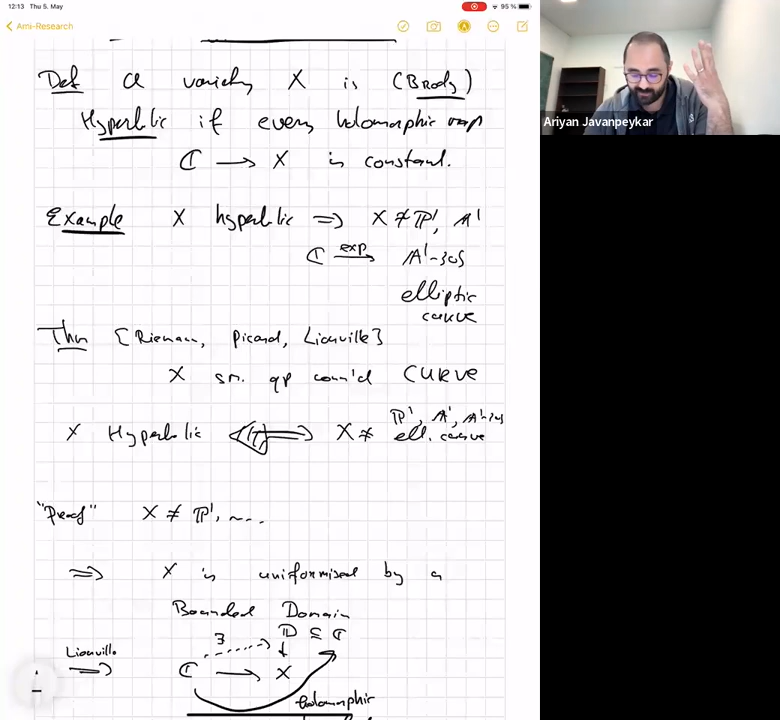 12:13 Thu 5. May
95 %
Ami-Research
Def A variety X is (Brody)
Hyperbolic if every holomorphic map
ℂ → X is constant.
Example X hyperbolic ⇒ X ≠ ℙ¹, A¹
ℂ exp→ A¹-{0}
elliptic
curve
Thm [Riemann, Picard, Liouville]
X sm. qp conn'd CURVE
ℙ¹, A¹, A¹-{0}
X Hyperbolic ⇔ X ≠ ell. curve
"Proof" X ≠ ℙ¹, ...
⇒ X is uniformised by a
Bounded Domain
∃ D ⊆ ℂ
Liouville
⇒ ℂ → X
holomorphic
Ariyan Javanpeykar